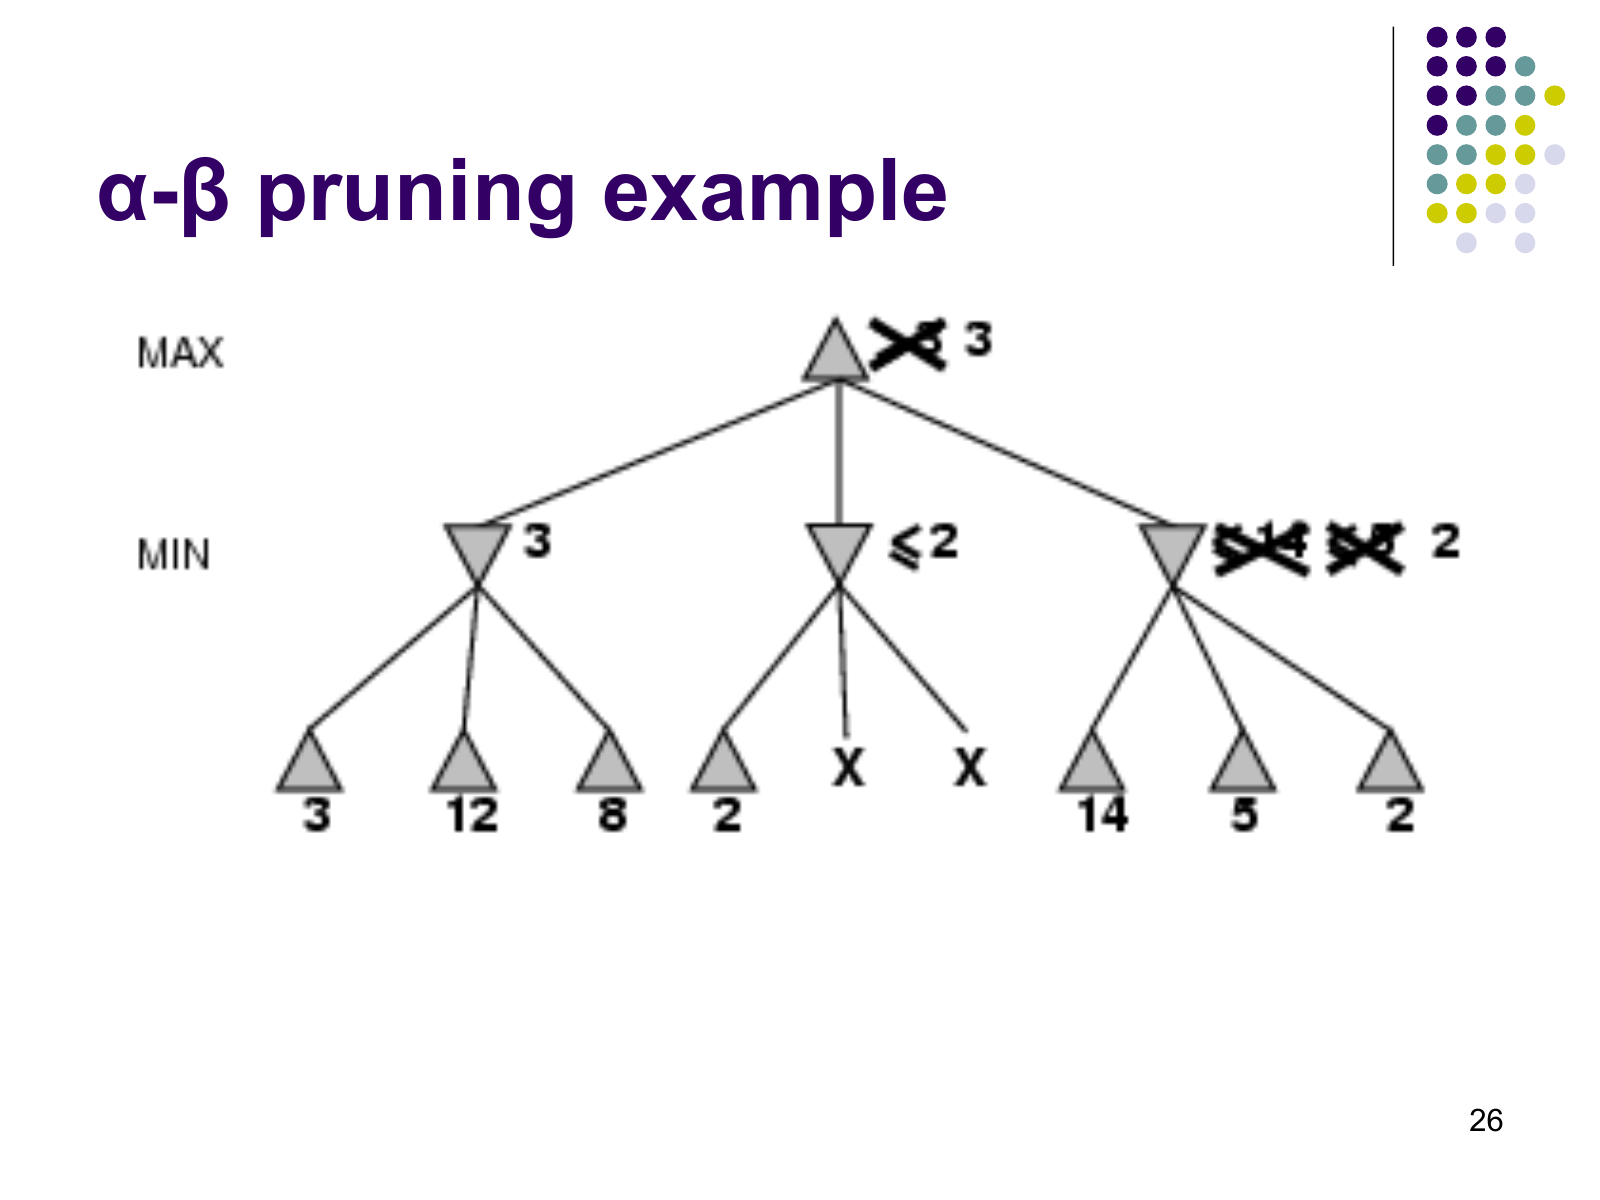 α-β pruning example
MAX 3
MIN 3 ≤2 2
X X
3 12 8 2 14 5 2
26